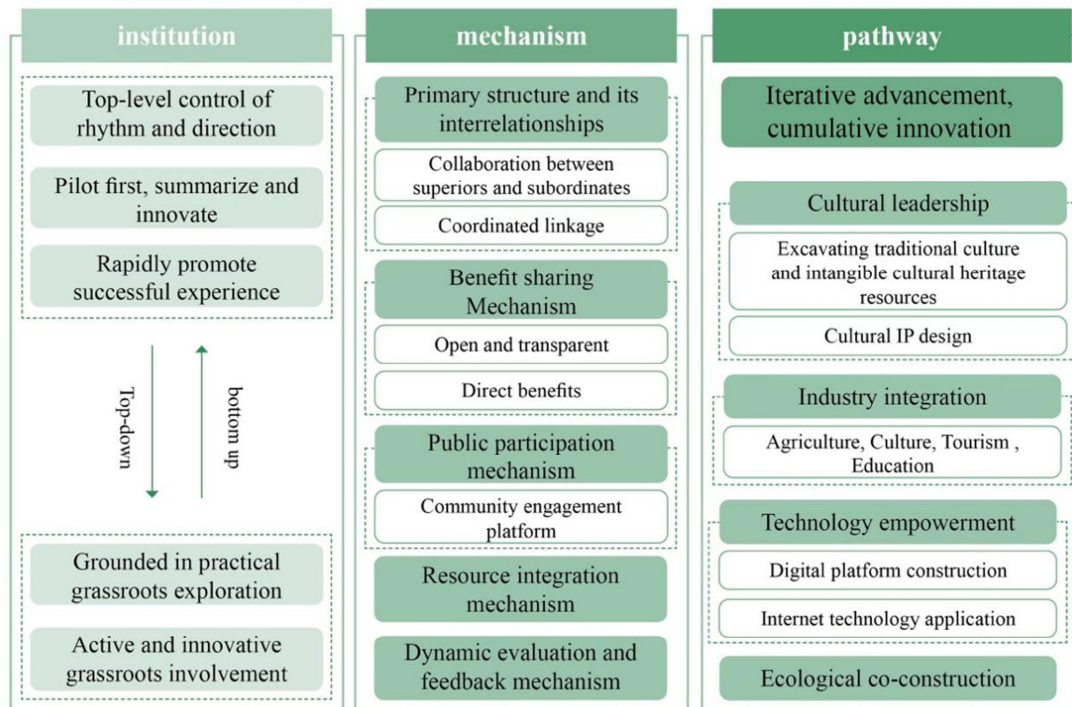 institution
Top-level control of
rhythm and direction
Pilot first, summarize and
innovate
Rapidly promote
successful experience
Top-down
bottom up
Grounded in practical
grassroots exploration
Active and innovative
grassroots involvement
mechanism
Primary structure and its
interrelationships
Collaboration between
superiors and subordinates
Coordinated linkage
Benefit sharing
Mechanism
Open and transparent
Direct benefits
Public participation
mechanism
Community engagement
platform
Resource integration
mechanism
Dynamic evaluation and
feedback mechanism
pathway
Iterative advancement,
cumulative innovation
Cultural leadership
Excavating traditional culture
and intangible cultural heritage
resources
Cultural IP design
Industry integration
Agriculture, Culture, Tourism ,
Education
Technology empowerment
Digital platform construction
Internet technology application
Ecological co-construction